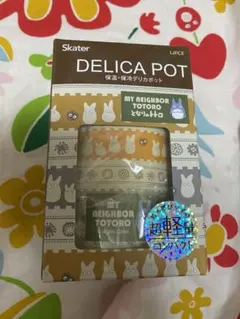 Skater
LJFC3
DELICA POT
保温・保冷デリカポット
MY NEIGHBOR
TOTORO
となりのトトロ
MY
NEIGHBOR
TOTORO
超軽量
コンパクト